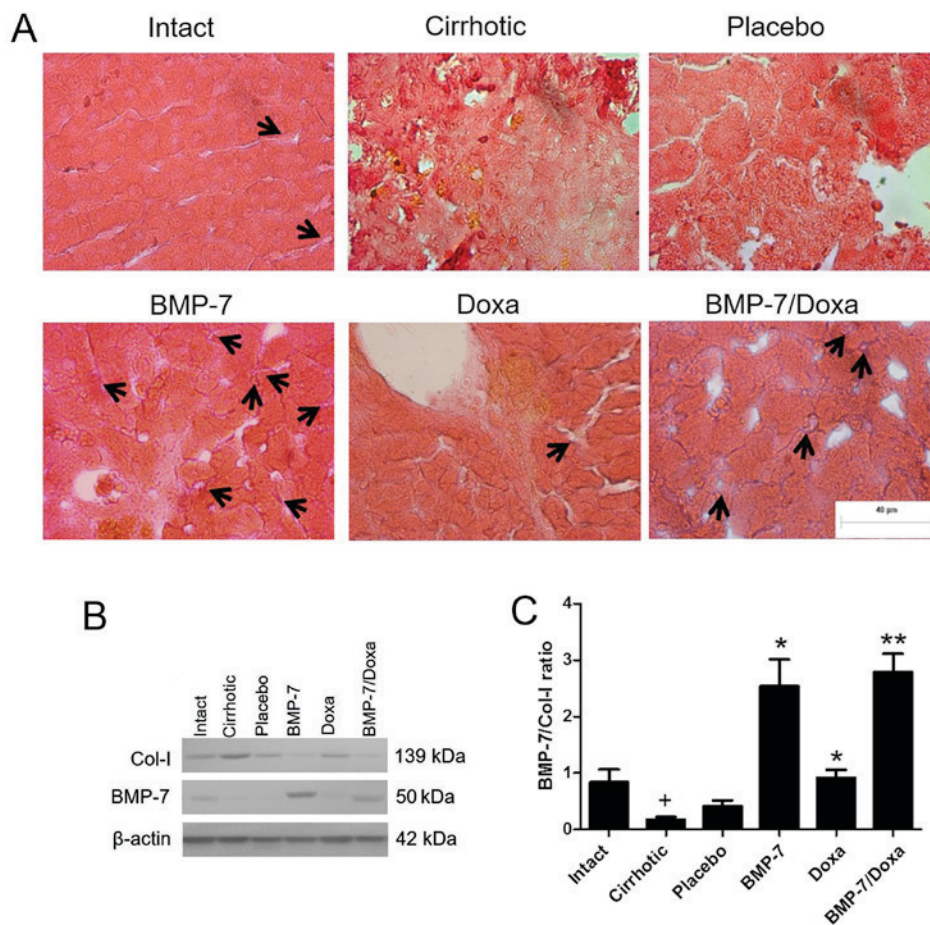 A
Intact
Cirrhotic
Placebo
BMP-7
Doxa
BMP-7/Doxa
40 µm
B
Intact
Cirrhotic
Placebo
BMP-7
Doxa
BMP-7/Doxa
Col-I
139 kDa
BMP-7
50 kDa
β-actin
42 kDa
C
BMP-7/Col-I ratio
4
3
2
1
0
+
*
*
**
Intact
Cirrhotic
Placebo
BMP-7
Doxa
BMP-7/Doxa